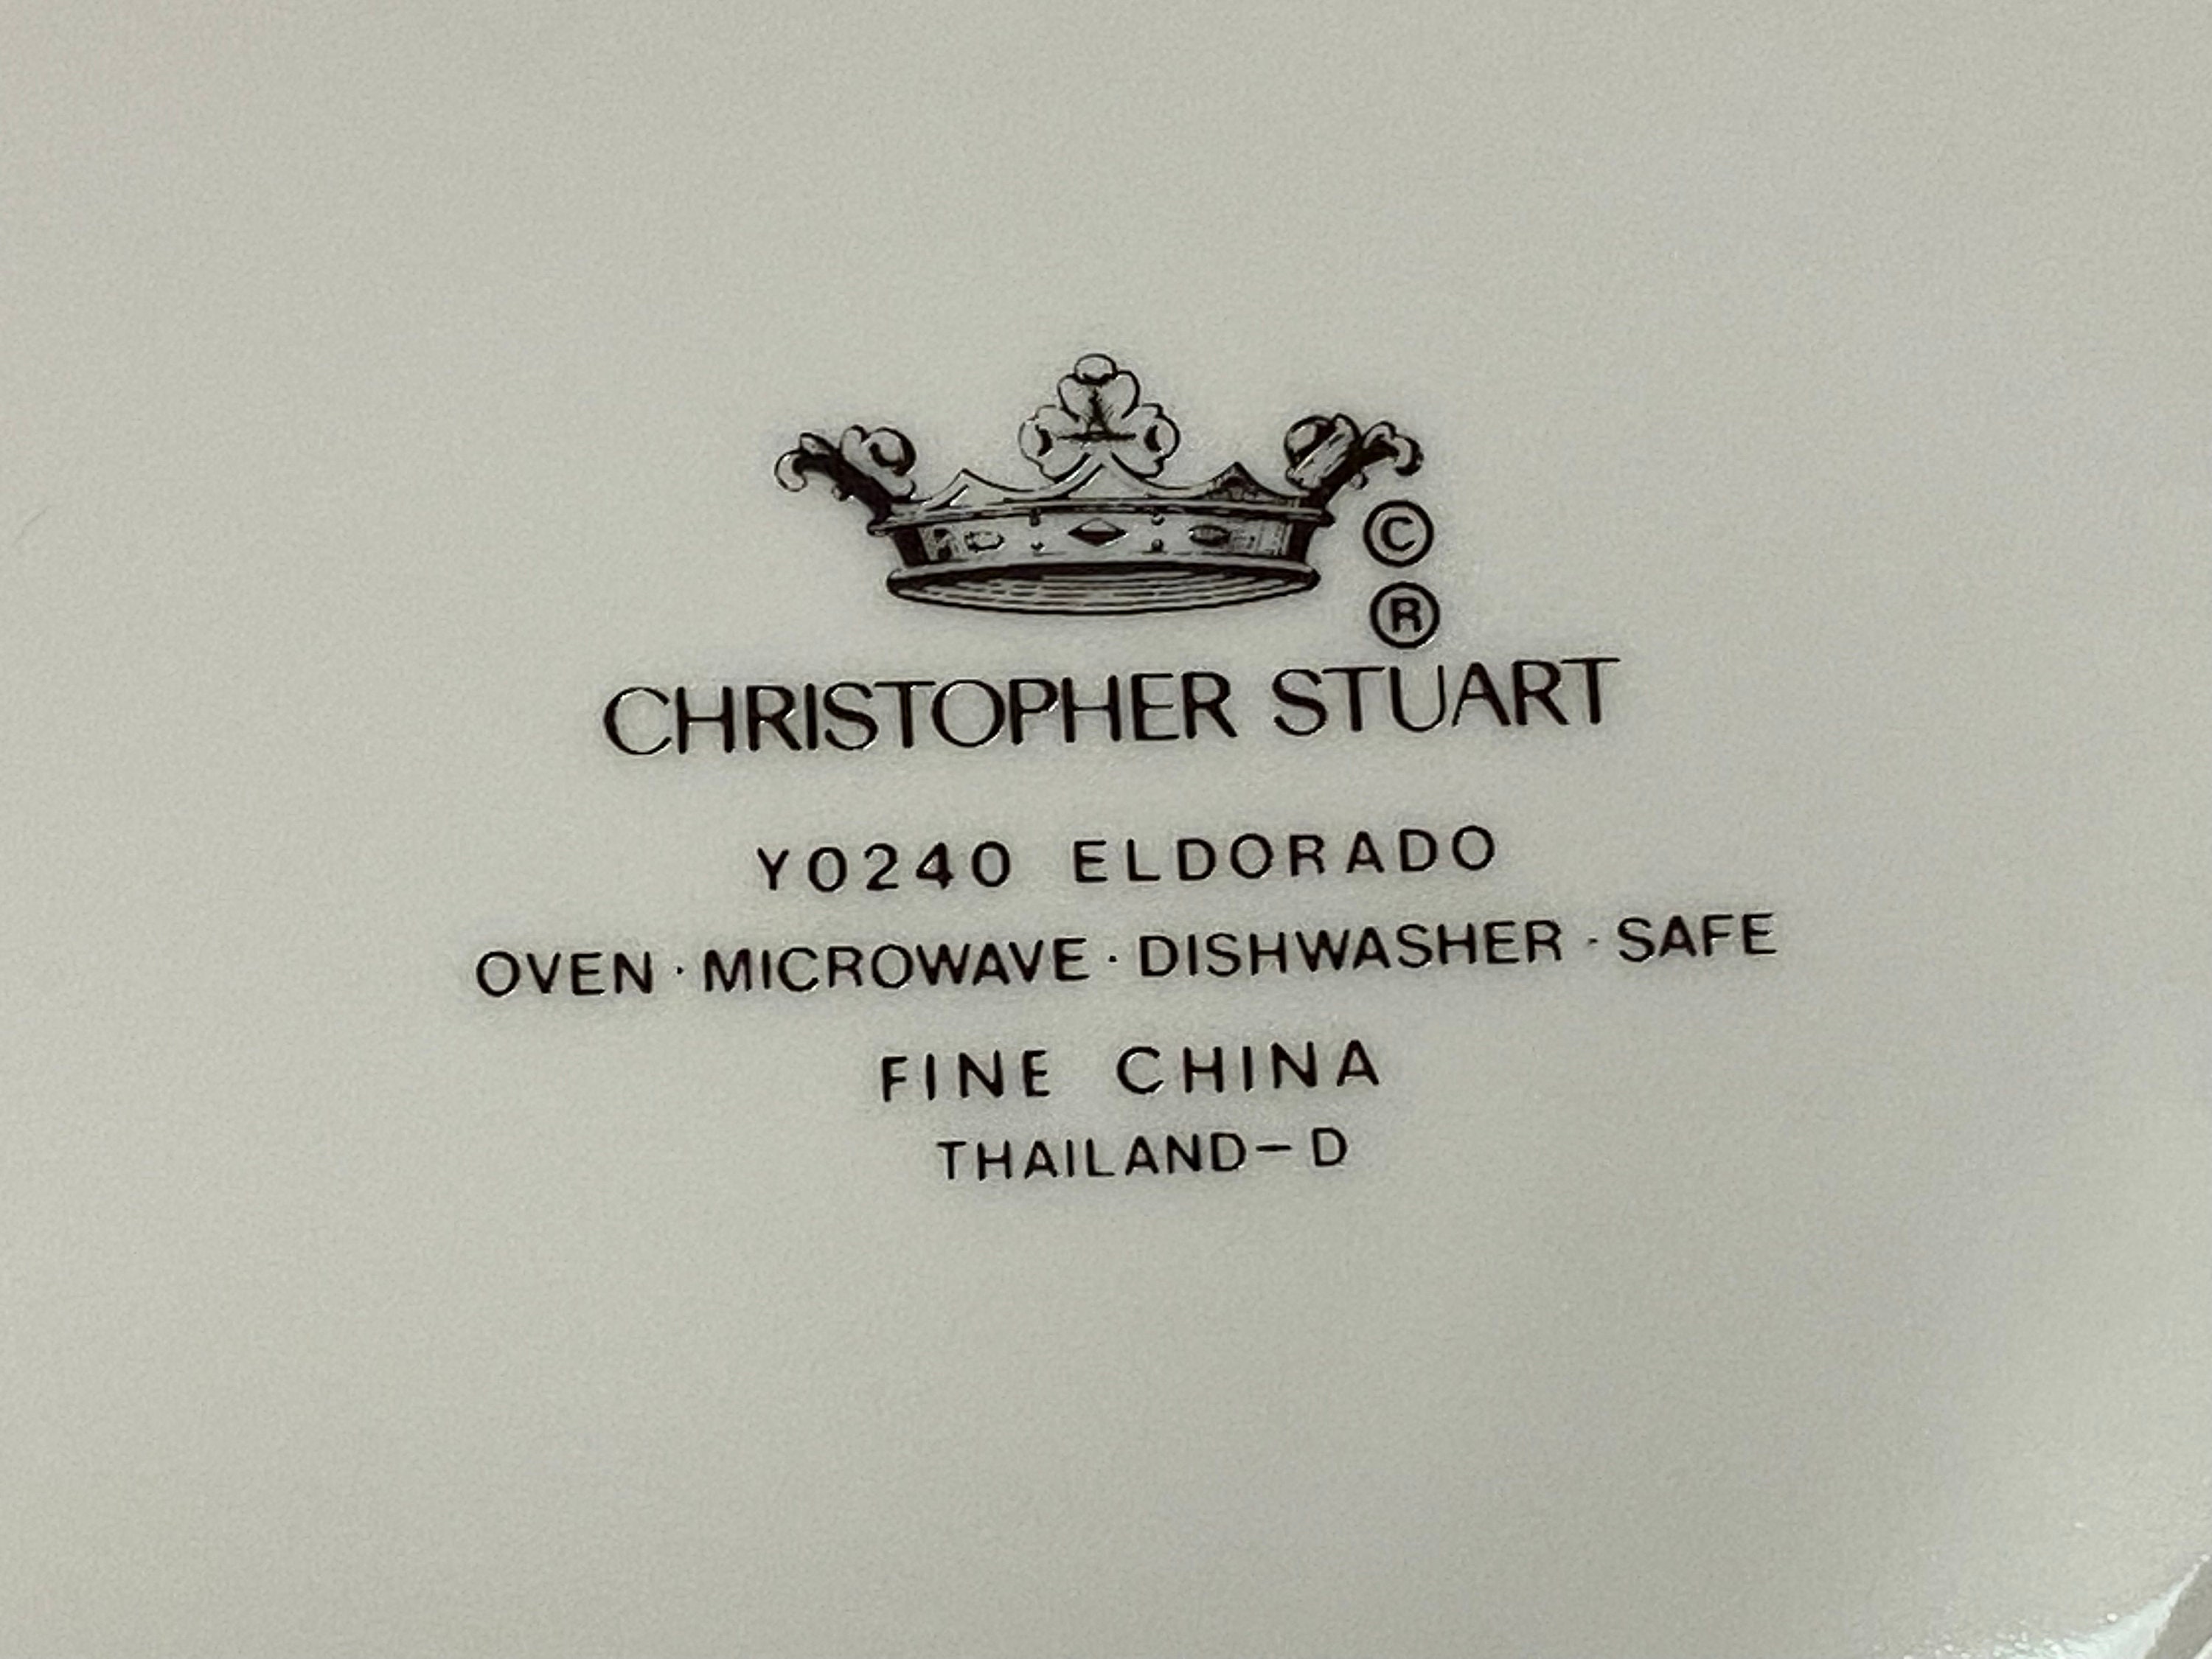 ©
®
CHRISTOPHER STUART
Y0240 ELDORADO
OVEN · MICROWAVE · DISHWASHER · SAFE
FINE CHINA
THAILAND–D